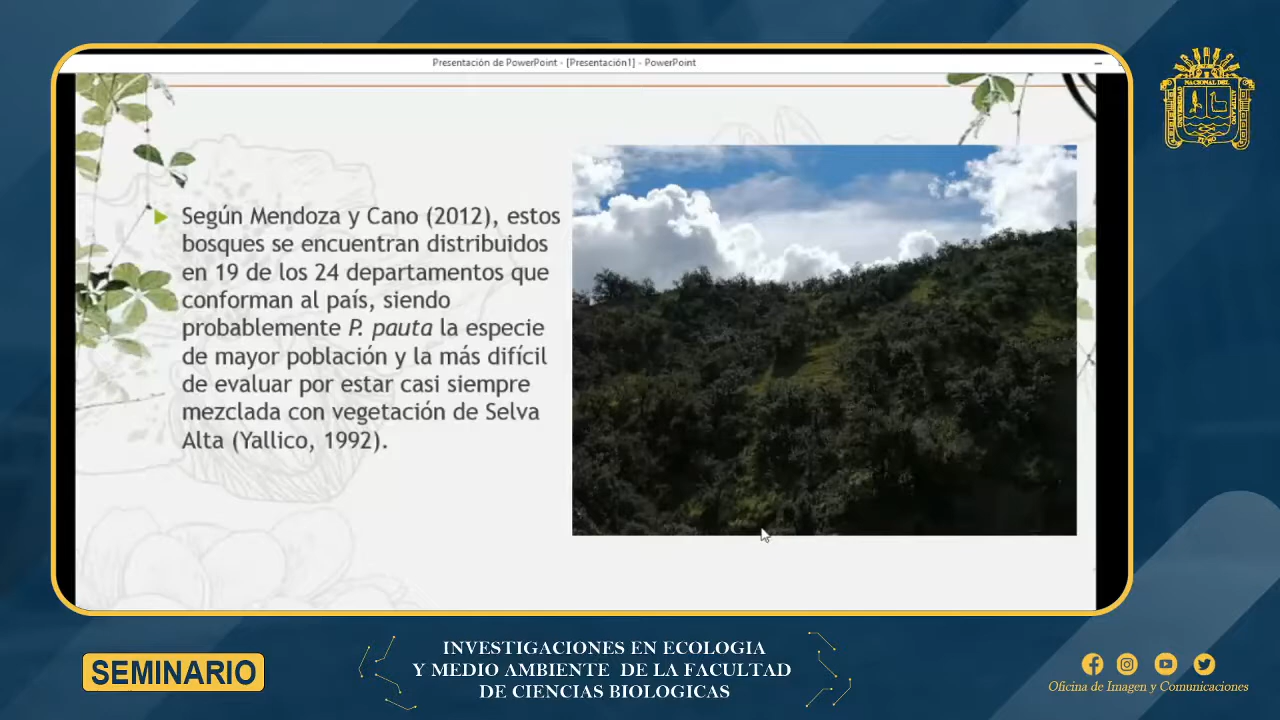 Presentación de PowerPoint - [Presentación1] - PowerPoint
Según Mendoza y Cano (2012), estos
bosques se encuentran distribuidos
en 19 de los 24 departamentos que
conforman al país, siendo
probablemente P. pauta la especie
de mayor población y la más difícil
de evaluar por estar casi siempre
mezclada con vegetación de Selva
Alta (Yallico, 1992).
UNIVERSIDAD NACIONAL DEL
SEMINARIO
INVESTIGACIONES EN ECOLOGIA
Y MEDIO AMBIENTE DE LA FACULTAD
DE CIENCIAS BIOLOGICAS
Oficina de Imagen y Comunicaciones